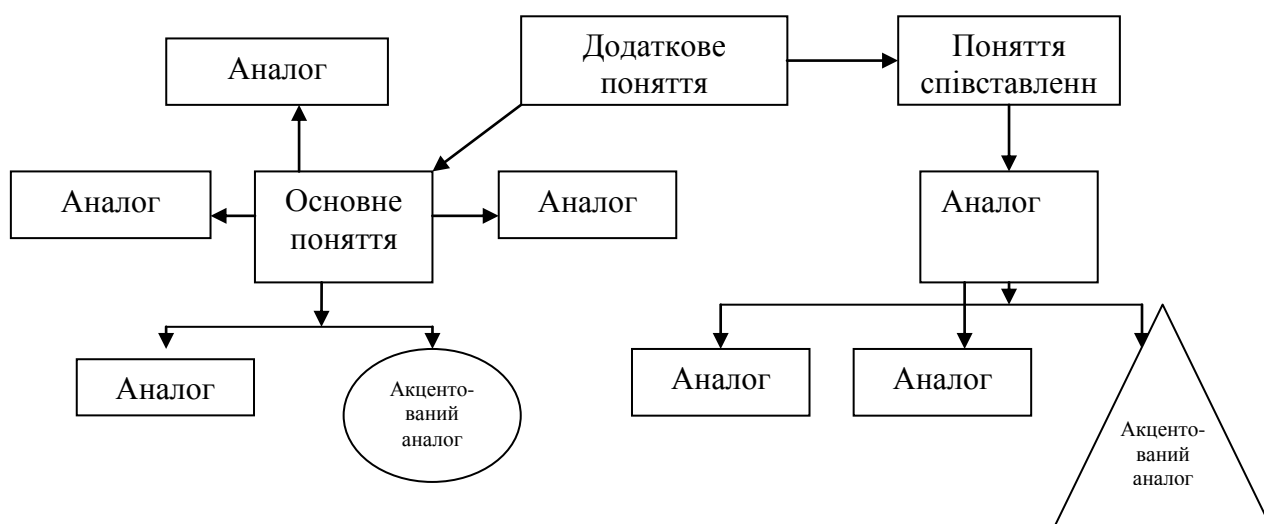 Аналог
Додаткове
поняття
Поняття
співставленн
Аналог
Основне
поняття
Аналог
Аналог
Аналог
Акценто-
ваний
аналог
Аналог
Аналог
Акценто-
ваний
аналог